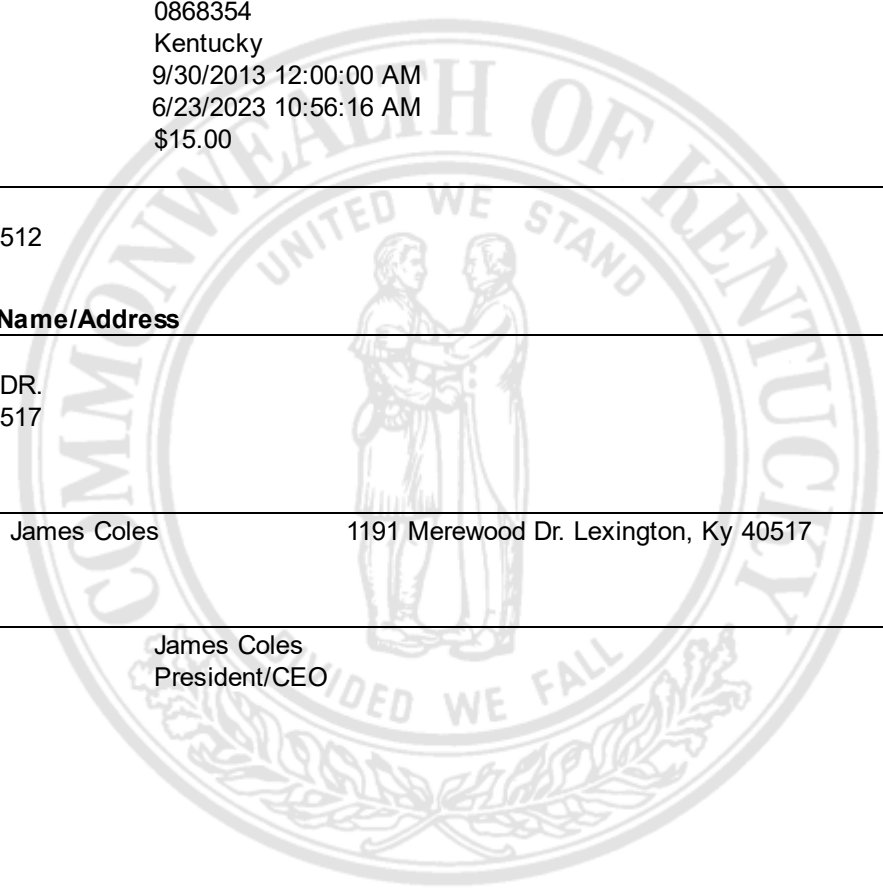 0868354
Kentucky
9/30/2013 12:00:00 AM
6/23/2023 10:56:16 AM
$15.00
COMMONWEALTH OF KENTUCKY
UNITED WE STAND
512
Name/Address
DR.
517
James Coles 1191 Merewood Dr. Lexington, Ky 40517
James Coles
President/CEO
DIVIDED WE FALL